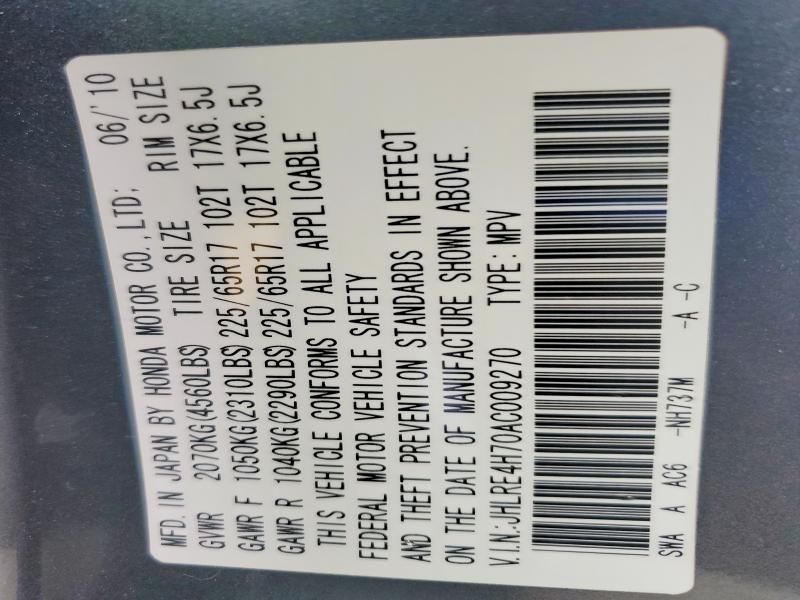 MFD. IN JAPAN BY HONDA MOTOR CO., LTD: 06/'10
GVWR 2070KG(4560LBS) TIRE SIZE RIM SIZE
GAWR F 1050KG(2310LBS) 225/65R17 102T 17X6.5J
GAWR R 1040KG(2290LBS) 225/65R17 102T 17X6.5J
THIS VEHICLE CONFORMS TO ALL APPLICABLE
FEDERAL MOTOR VEHICLE SAFETY
AND THEFT PREVENTION STANDARDS IN EFFECT
ON THE DATE OF MANUFACTURE SHOWN ABOVE.
V.I.N:JHLRE4H70AC009270 TYPE: MPV
SWA A AC6 -NH737M -A -C